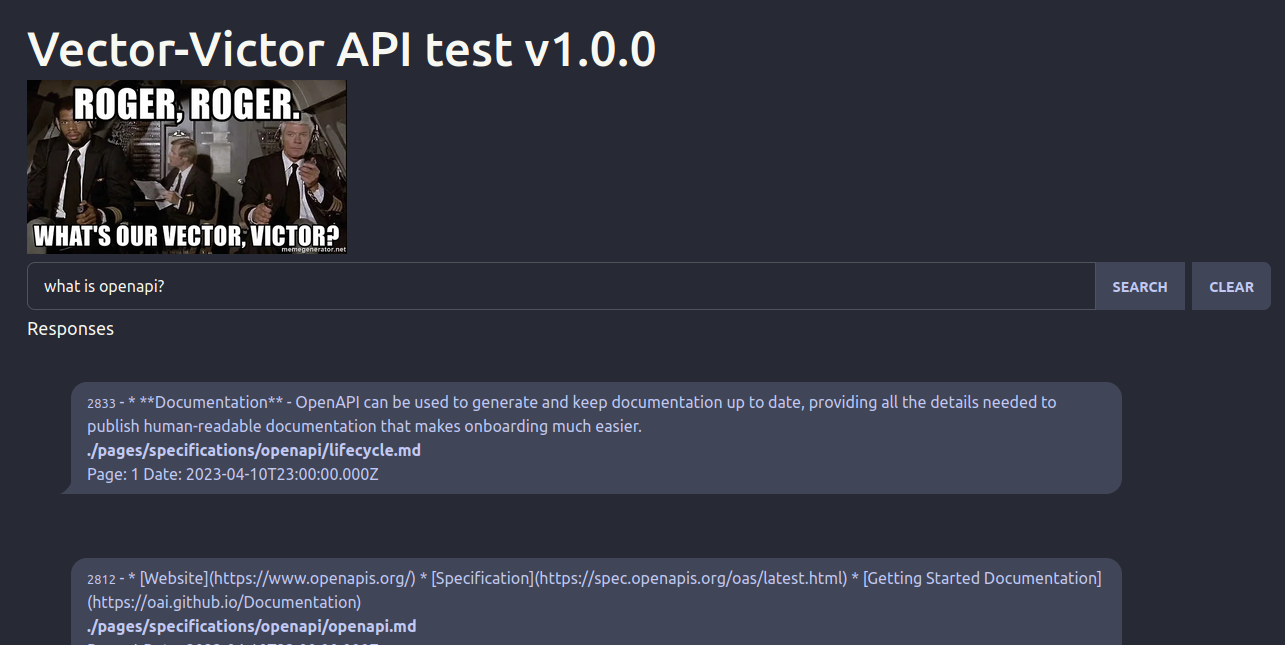 Vector-Victor API test v1.0.0
ROGER, ROGER.
WHAT'S OUR VECTOR, VICTOR?
memegenerator.net
what is openapi?
SEARCH
CLEAR
Responses
2833 - * **Documentation** - OpenAPI can be used to generate and keep documentation up to date, providing all the details needed to
publish human-readable documentation that makes onboarding much easier.
./pages/specifications/openapi/lifecycle.md
Page: 1 Date: 2023-04-10T23:00:00.000Z
2812 - * [Website](https://www.openapis.org/) * [Specification](https://spec.openapis.org/oas/latest.html) * [Getting Started Documentation]
(https://oai.github.io/Documentation)
./pages/specifications/openapi/openapi.md